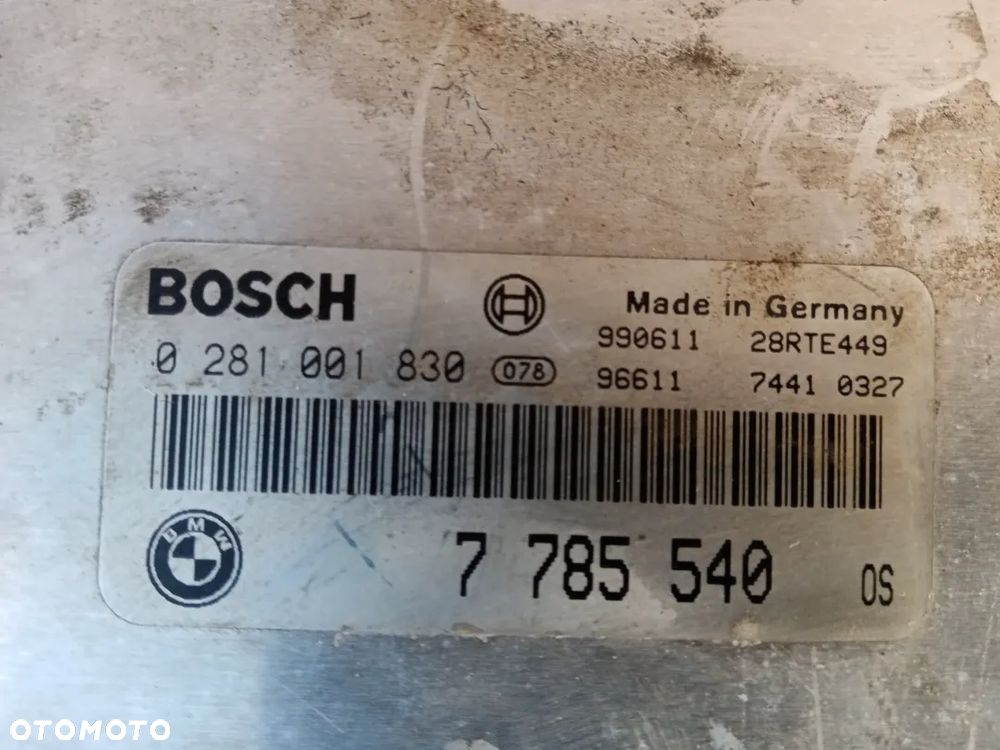 BOSCH
Made in Germany
990611 28RTE449
0 281 001 830 078
96611 7441 0327
BMW
7 785 540 OS
OTOMOTO